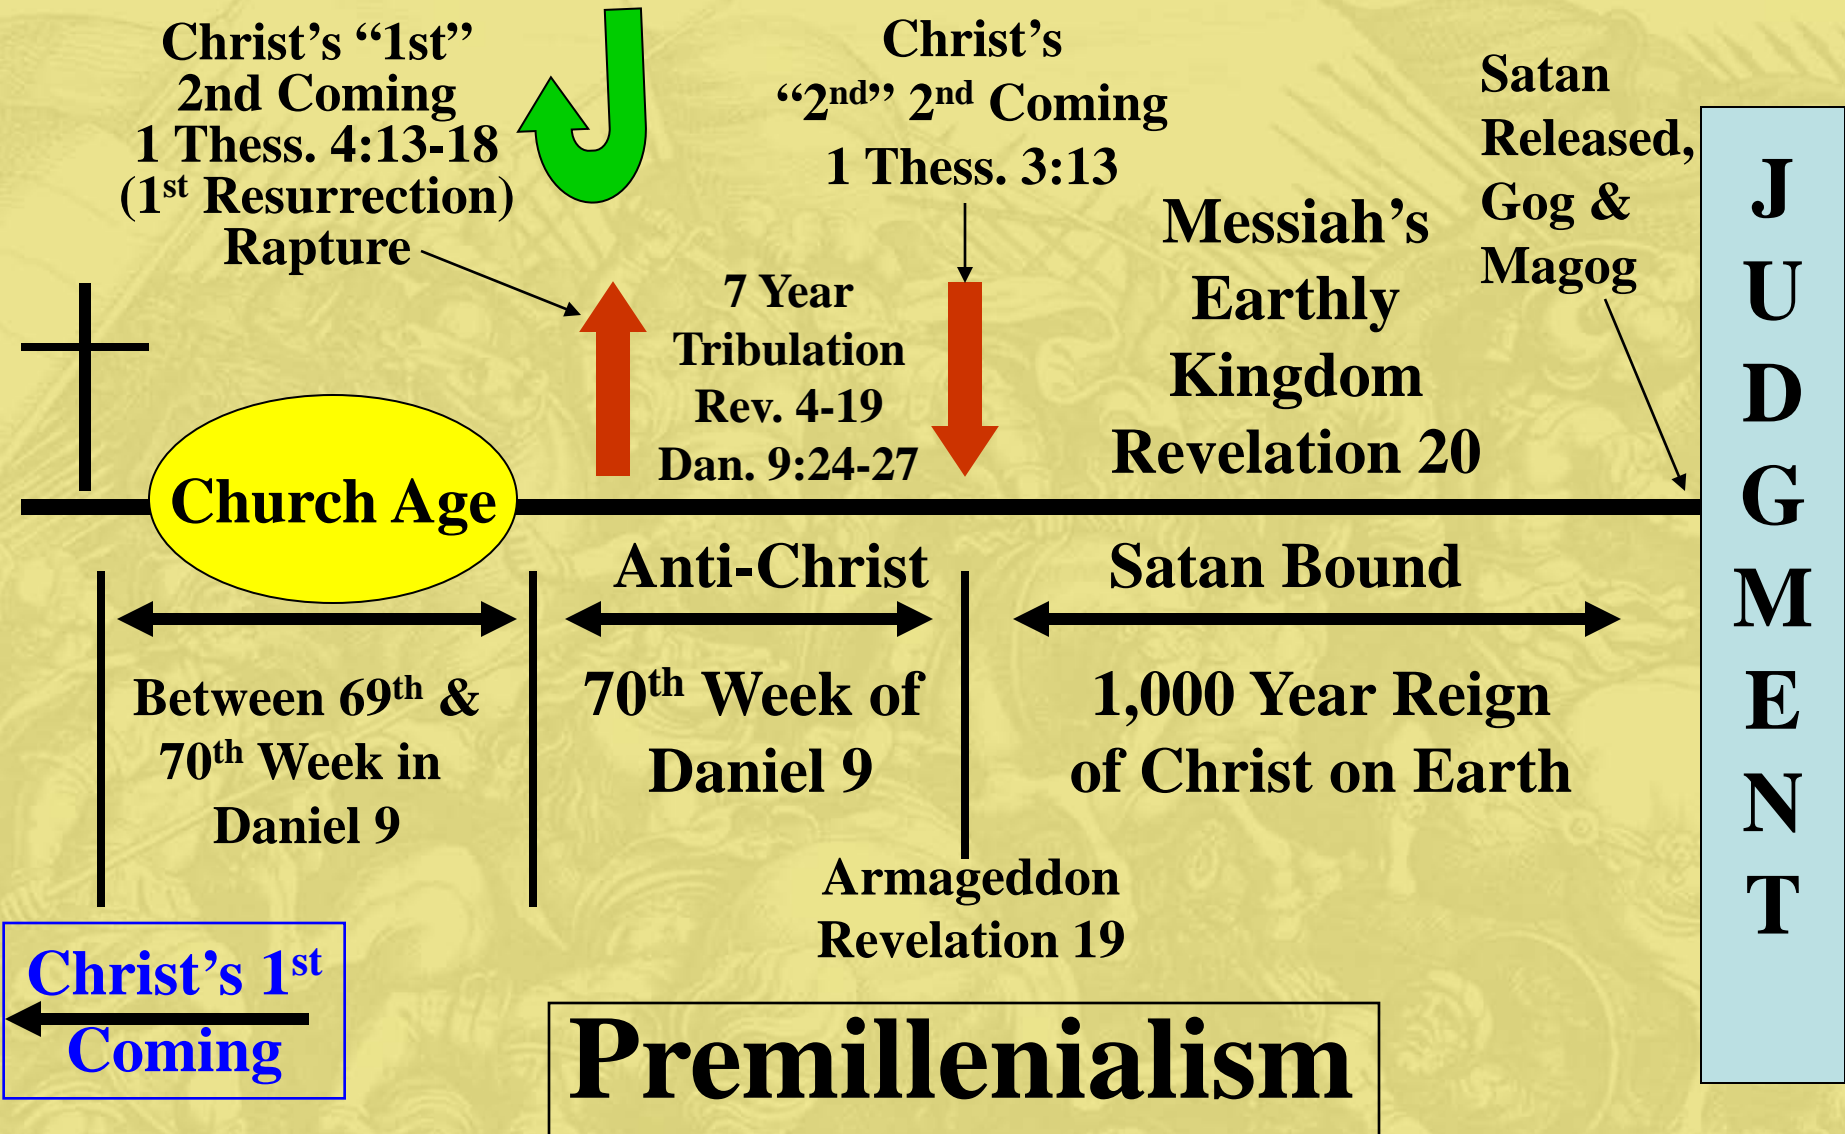 Christ’s “1st”
2nd Coming
1 Thess. 4:13-18
(1st Resurrection)
Rapture
Christ’s
“2nd” 2nd Coming
1 Thess. 3:13
Satan
Released,
Gog &
Magog
7 Year
Tribulation
Rev. 4-19
Dan. 9:24-27
Messiah’s
Earthly
Kingdom
Revelation 20
J
U
D
G
M
E
N
T
Church Age
Anti-Christ
Satan Bound
Between 69th &
70th Week in
Daniel 9
70th Week of
Daniel 9
1,000 Year Reign
of Christ on Earth
Armageddon
Revelation 19
Christ’s 1st
Coming
Premillenialism